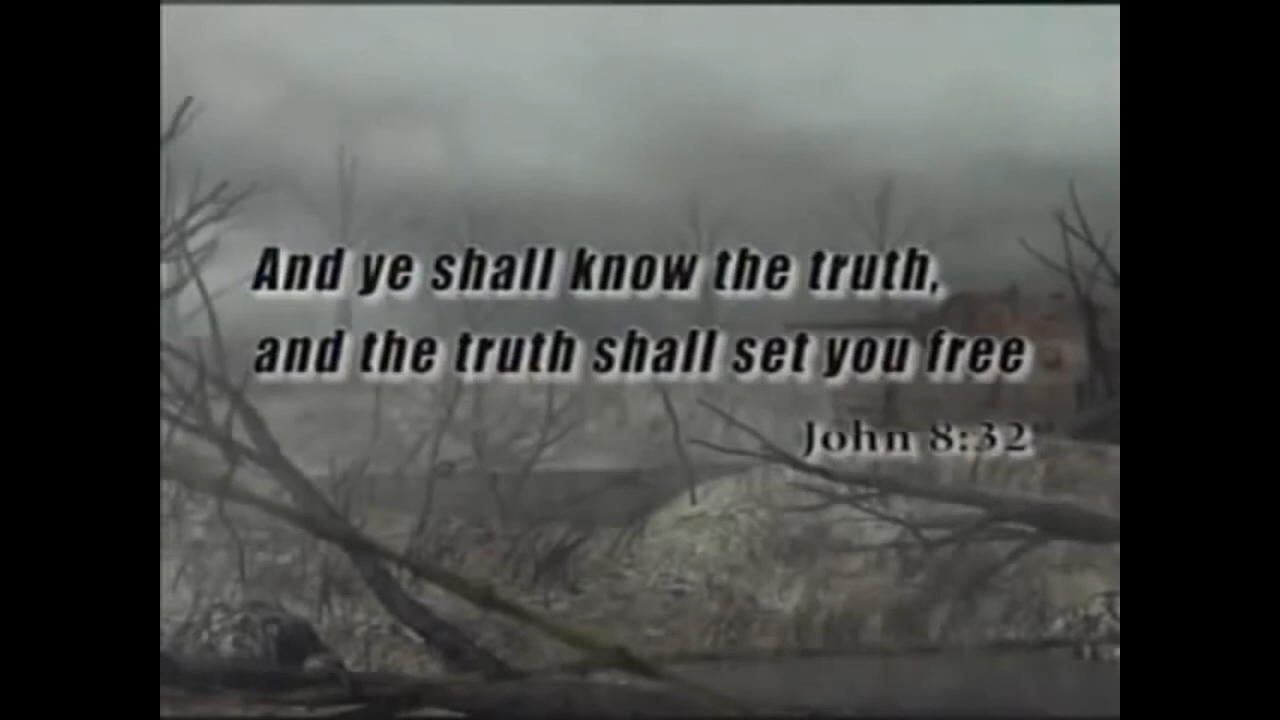 And ye shall know the truth,
and the truth shall set you free
John 8:32